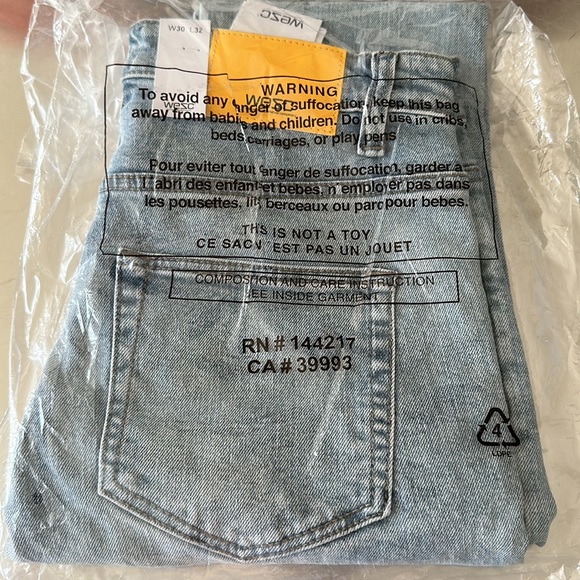 W30 L32
wesc
wesc
wesc
WARNING
To avoid any danger of suffocation, keep this bag
away from babies and children. Do not use in cribs,
beds, carriages, or play pens
Pour eviter tout danger de suffocation, garder a
l'abri des enfants et bebes, n'employer pas dans
les pousettes, lits, berceaux ou parc pour bebes.
THIS IS NOT A TOY
CE SAC N'EST PAS UN JOUET
COMPOSTION AND CARE INSTRUCTION
SEE INSIDE GARMENT
RN # 144217
CA # 39993
4
LDPE